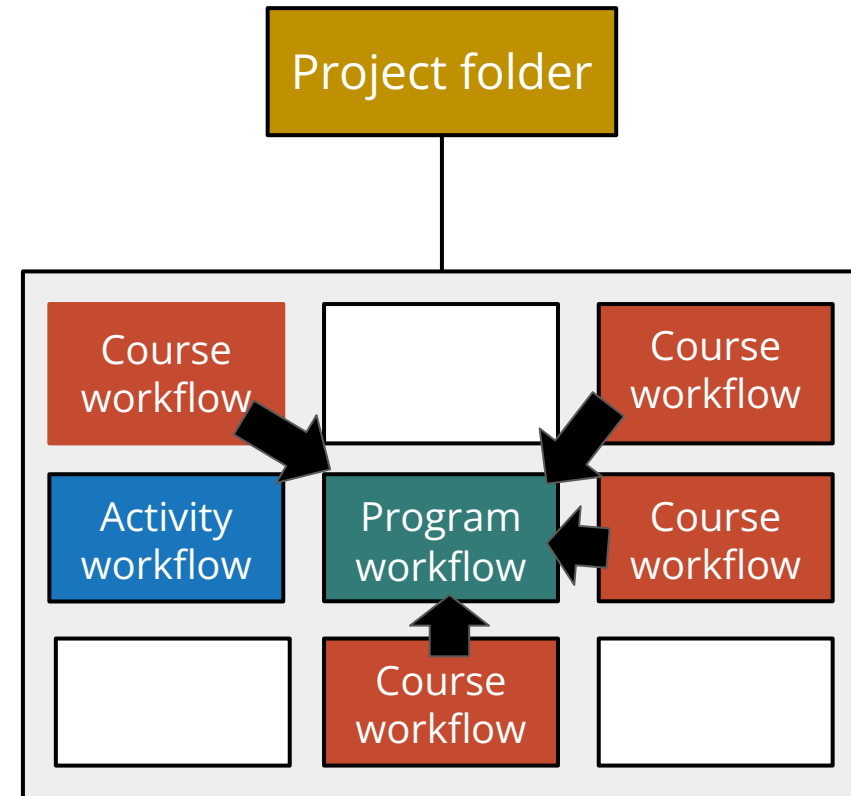 Project folder
Course
workflow
Course
workflow
Activity
workflow
Program
workflow
Course
workflow
Course
workflow